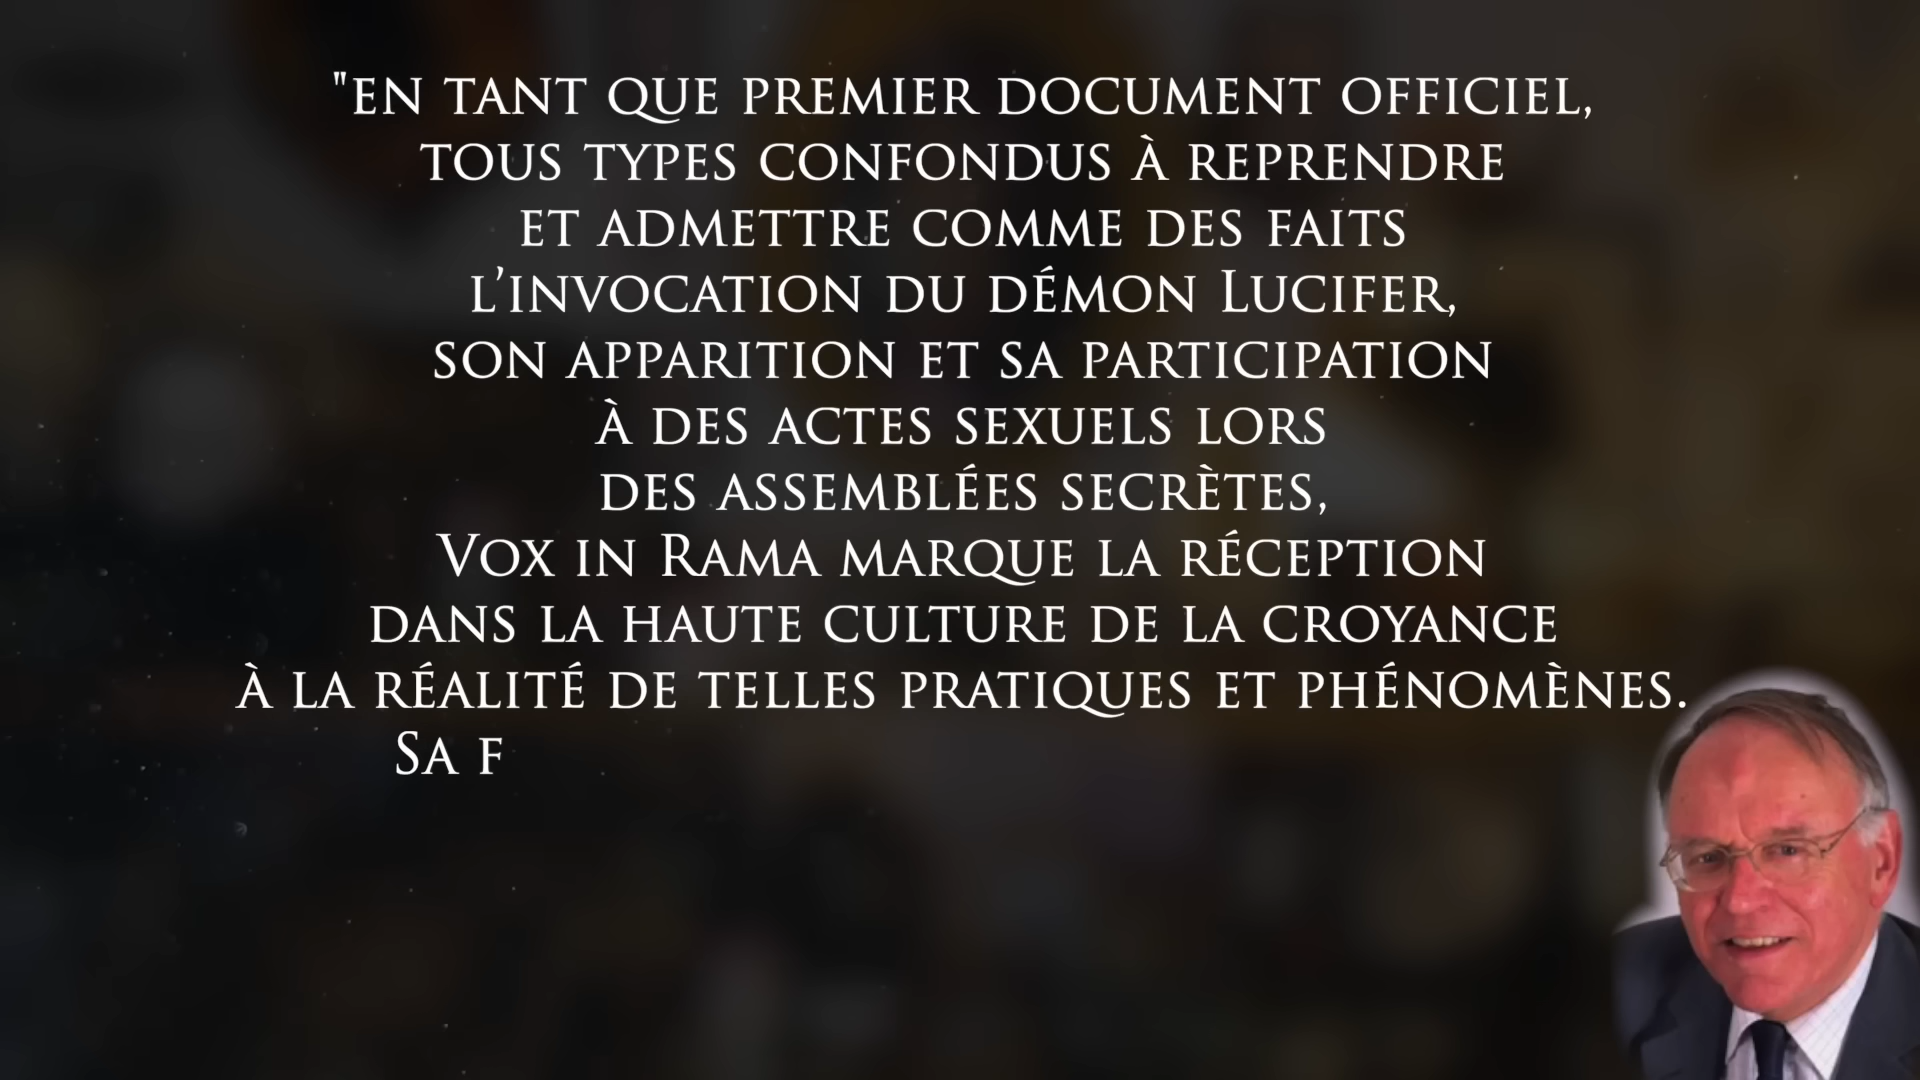 "EN TANT QUE PREMIER DOCUMENT OFFICIEL,
TOUS TYPES CONFONDUS À REPRENDRE
ET ADMETTRE COMME DES FAITS
L’INVOCATION DU DÉMON LUCIFER,
SON APPARITION ET SA PARTICIPATION
À DES ACTES SEXUELS LORS
DES ASSEMBLÉES SECRÈTES,
VOX IN RAMA MARQUE LA RÉCEPTION
DANS LA HAUTE CULTURE DE LA CROYANCE
À LA RÉALITÉ DE TELLES PRATIQUES ET PHÉNOMÈNES.
SA F